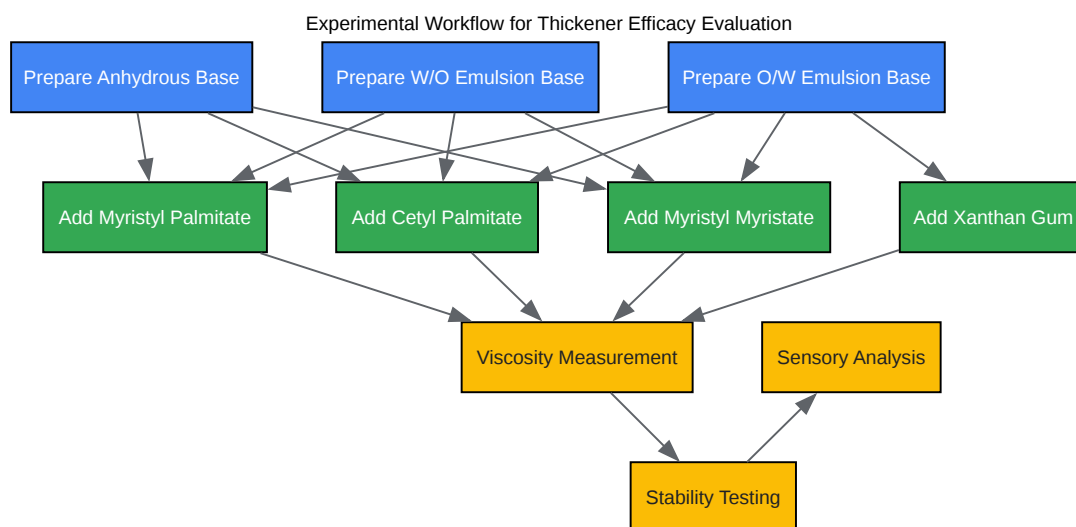 Experimental Workflow for Thickener Efficacy Evaluation
Prepare Anhydrous Base
Prepare W/O Emulsion Base
Prepare O/W Emulsion Base
Add Myristyl Palmitate
Add Cetyl Palmitate
Add Myristyl Myristate
Add Xanthan Gum
Viscosity Measurement
Sensory Analysis
Stability Testing